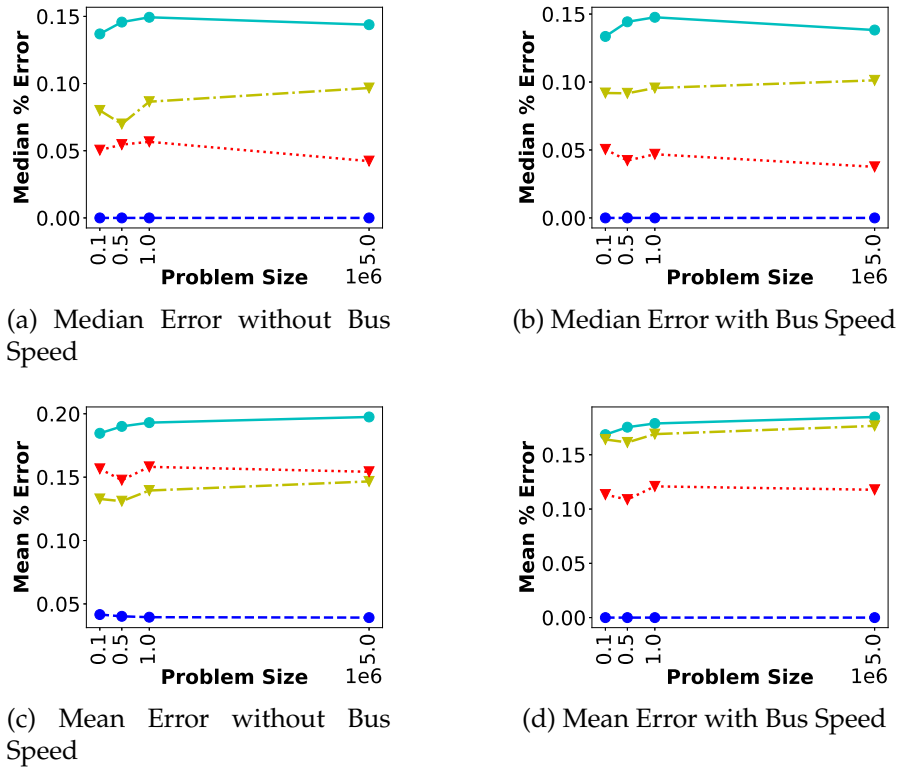 Median % Error
0.15
0.10
0.05
0.00
0.1
0.5
1.0
5.0
Problem Size
1e6
(a) Median Error without Bus
Speed
Median % Error
0.15
0.10
0.05
0.00
0.1
0.5
1.0
5.0
Problem Size
1e6
(b) Median Error with Bus Speed
Mean % Error
0.20
0.15
0.10
0.05
0.1
0.5
1.0
5.0
Problem Size
1e6
(c) Mean Error without Bus
Speed
Mean % Error
0.15
0.10
0.05
0.00
0.1
0.5
1.0
5.0
Problem Size
1e6
(d) Mean Error with Bus Speed